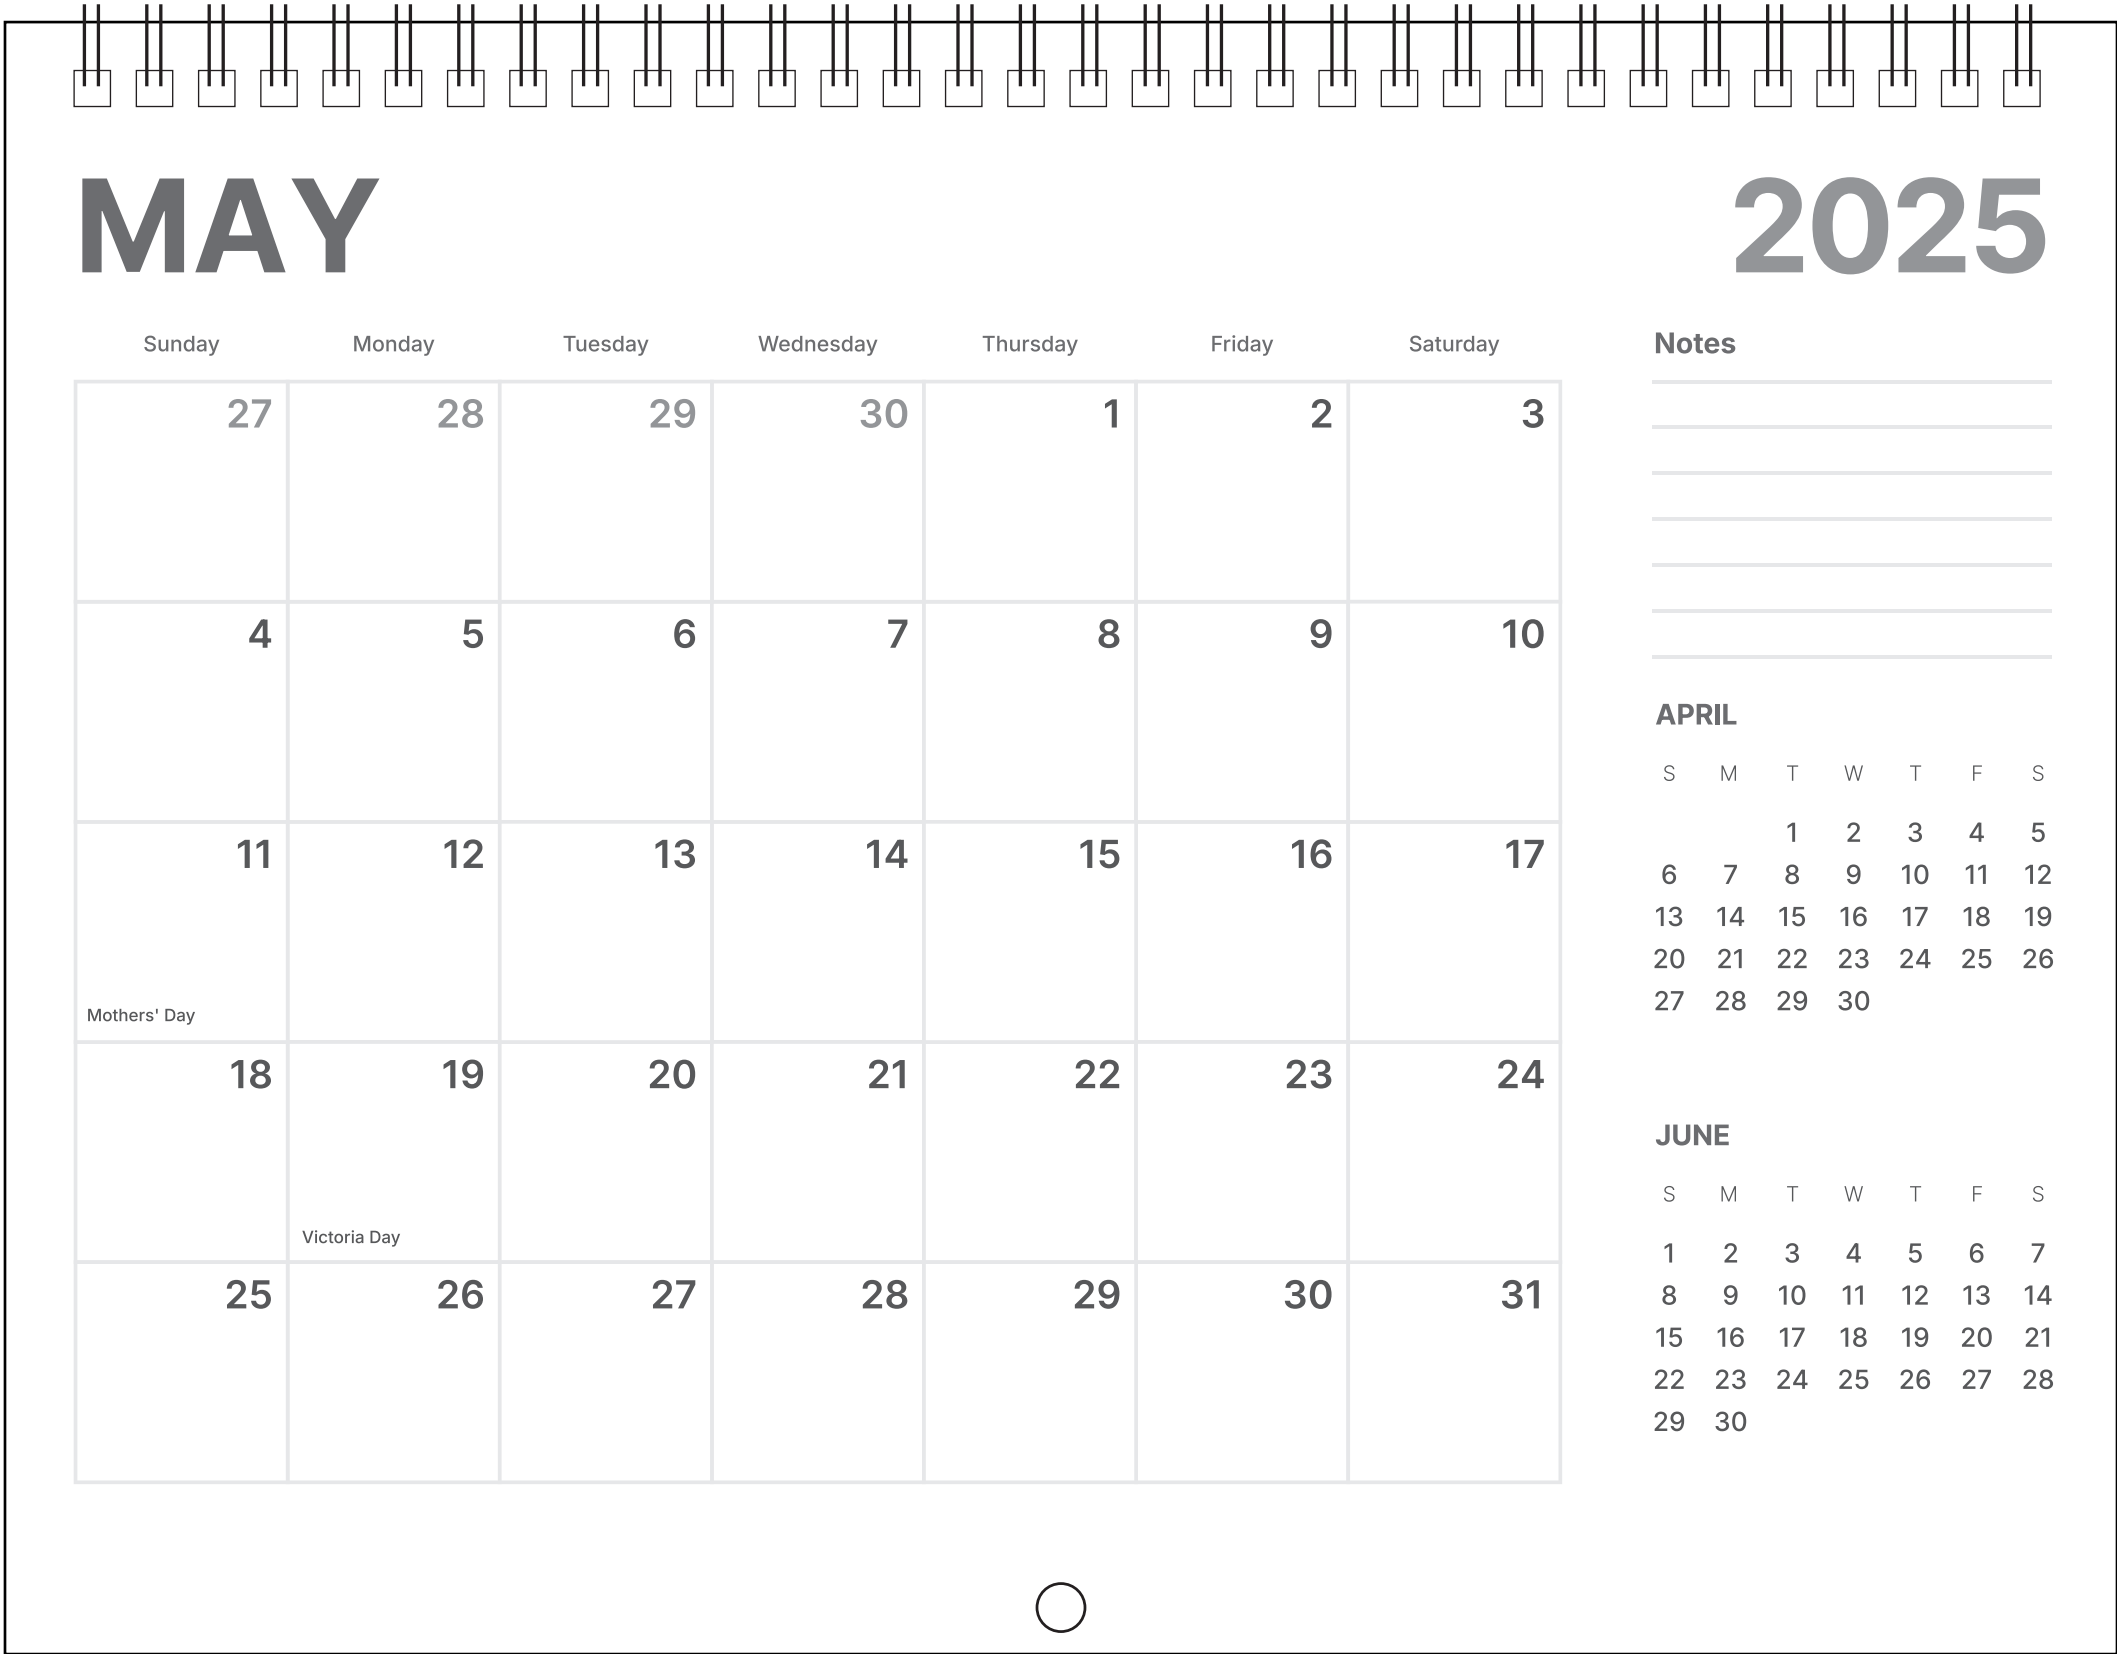 MAY 2025
Sunday Monday Tuesday Wednesday Thursday Friday Saturday
27 28 29 30 1 2 3
4 5 6 7 8 9 10
11 12 13 14 15 16 17
Mothers' Day
18 19 20 21 22 23 24
Victoria Day
25 26 27 28 29 30 31
Notes
APRIL
S M T W T F S
1 2 3 4 5
6 7 8 9 10 11 12
13 14 15 16 17 18 19
20 21 22 23 24 25 26
27 28 29 30
JUNE
S M T W T F S
1 2 3 4 5 6 7
8 9 10 11 12 13 14
15 16 17 18 19 20 21
22 23 24 25 26 27 28
29 30